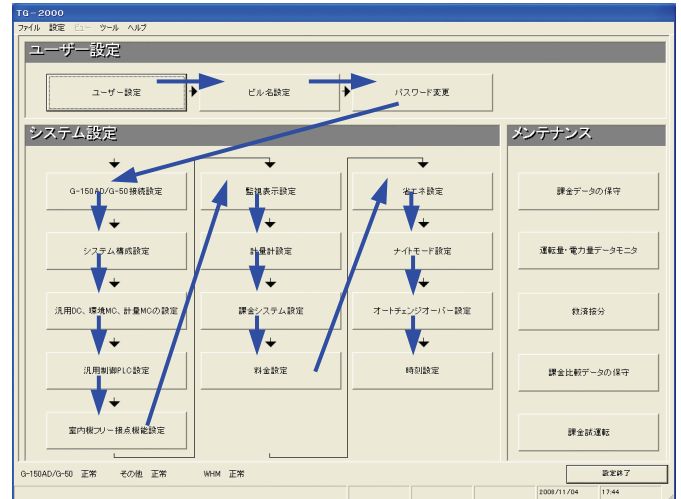 TG-2000
ファイル 設定 ビュー ツール ヘルプ
ユーザー設定
ユーザー設定 ビル名設定 パスワード変更
システム設定 メンテナンス
G-150AD/G-50接続設定 監視表示設定 省エネ設定 課金データの保守
システム構成設定 計量計設定 ナイトモード設定 運転量・電力量データモニタ
汎用DC、環境MC、計量MCの設定 課金システム設定 オートチェンジオーバー設定 救済按分
汎用制御PLC設定 料金設定 時刻設定 課金比較データの保守
室内機フリー接点機能設定 課金試運転
G-150AD/G-50 正常 その他 正常 WHM 正常 設定終了
2008/11/04 17:44